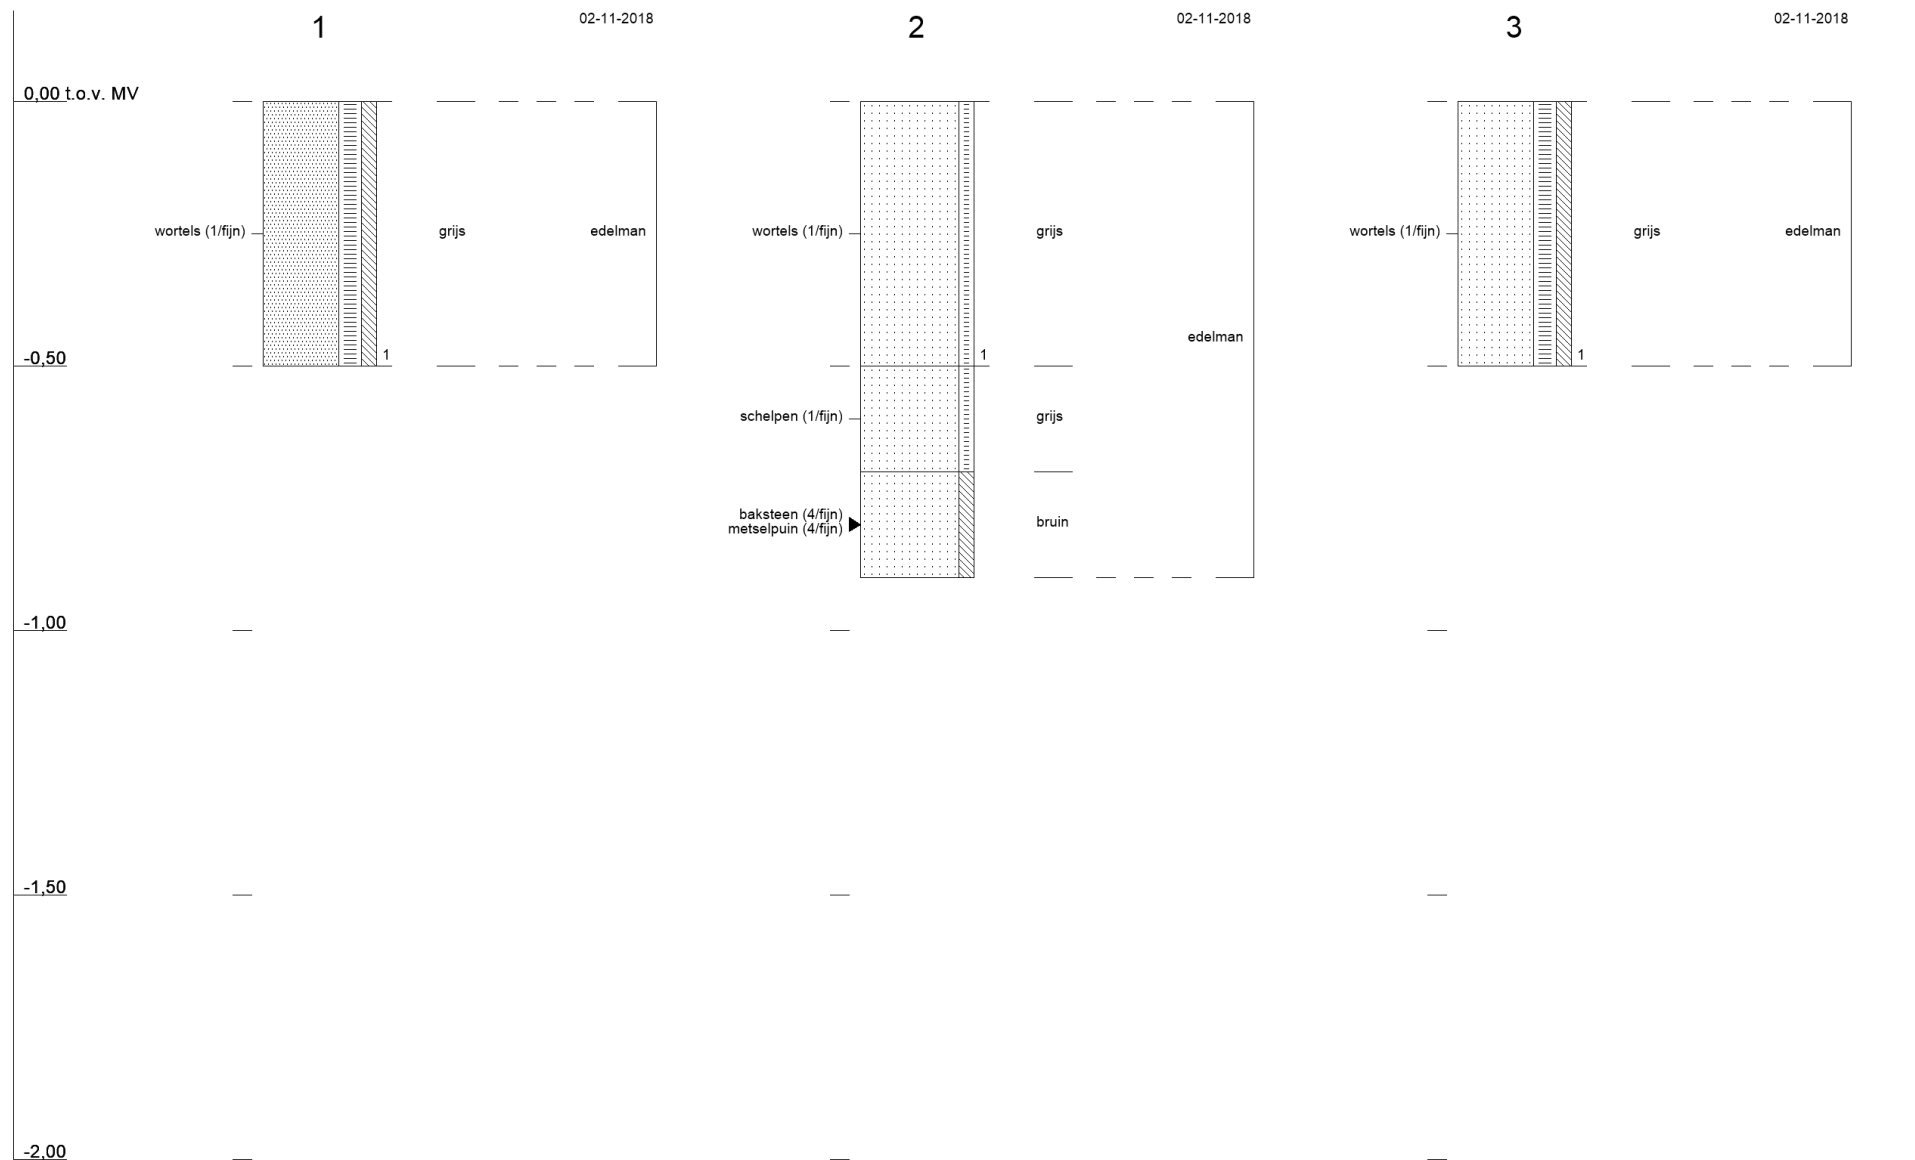 1
02-11-2018
2
02-11-2018
3
02-11-2018
0,00 t.o.v. MV
wortels (1/fijn)
grijs
edelman
wortels (1/fijn)
grijs
wortels (1/fijn)
grijs
edelman
edelman
1
1
1
-0,50
schelpen (1/fijn)
grijs
baksteen (4/fijn)
metselpuin (4/fijn)
bruin
-1,00
-1,50
-2,00